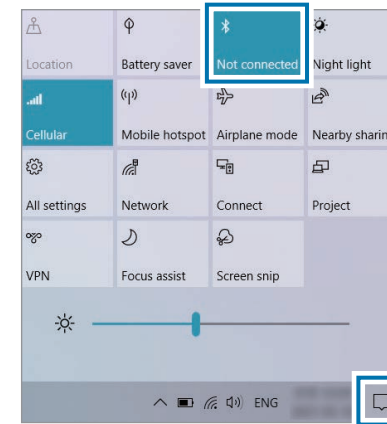 Location Battery saver Not connected Night light
Cellular Mobile hotspot Airplane mode Nearby sharin
All settings Network Connect Project
VPN Focus assist Screen snip
ENG